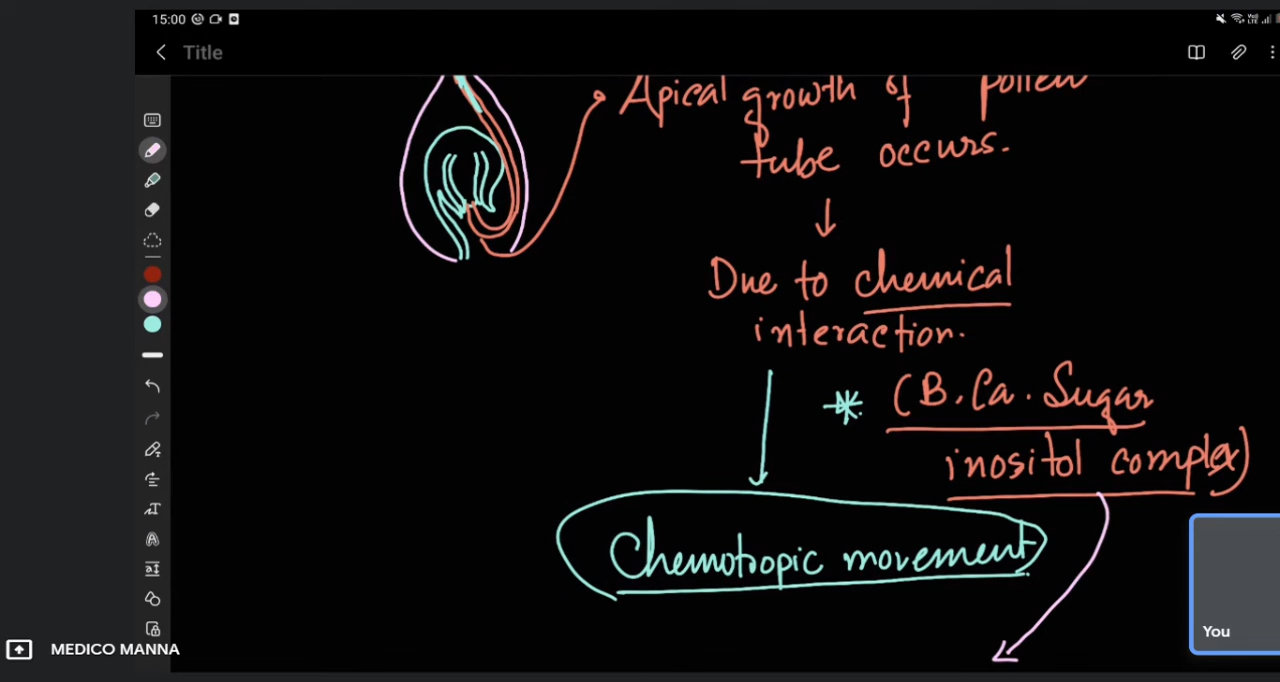 15:00
Title
Apical growth of pollen
tube occurs.
Due to chemical
interaction.
* (B. Ca. Sugar
inositol complex)
Chemotropic movement
You
MEDICO MANNA